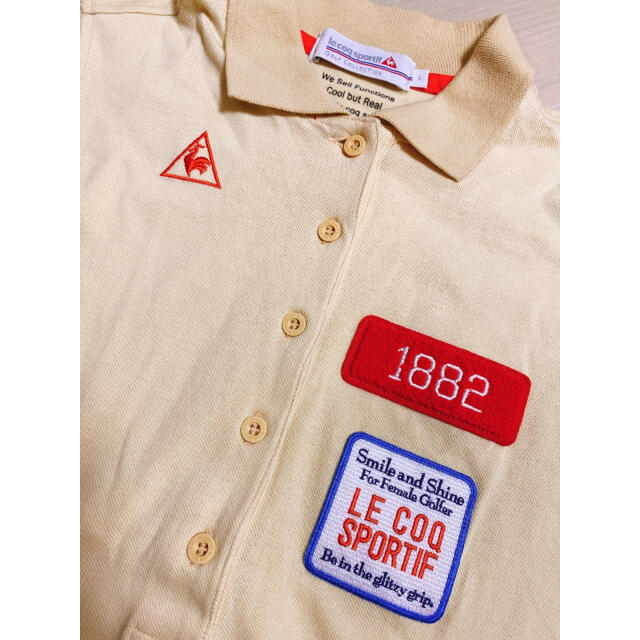 le coq sportif
GOLF COLLECTION
L
We Sell Functions
Cool but Real
coq
1882
Smile and Shine
For Female Golfer
LE COQ
SPORTIF
Be in the glitzy grip.